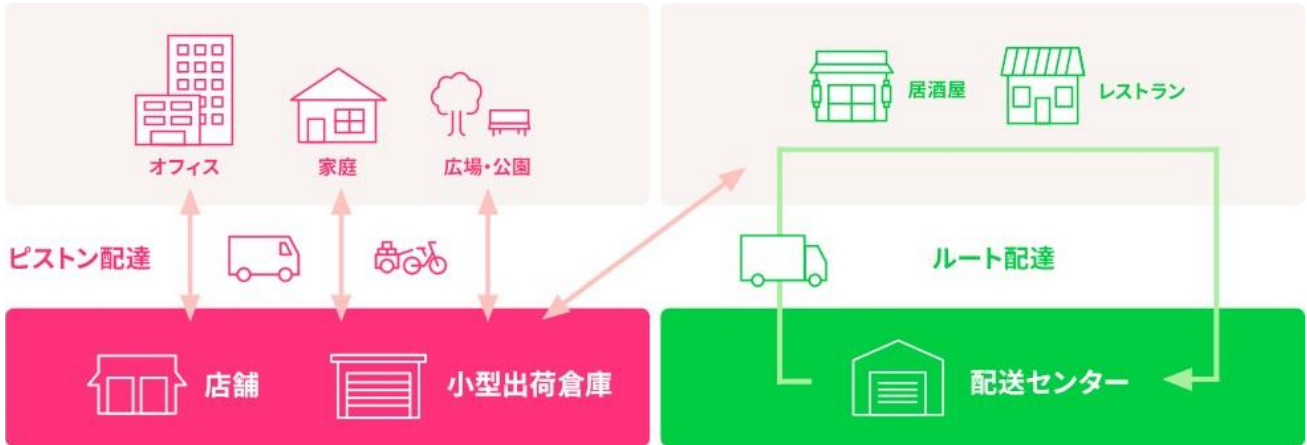 オフィス
家庭
広場・公園
居酒屋
レストラン
ピストン配達
ルート配達
店舗
小型出荷倉庫
配送センター